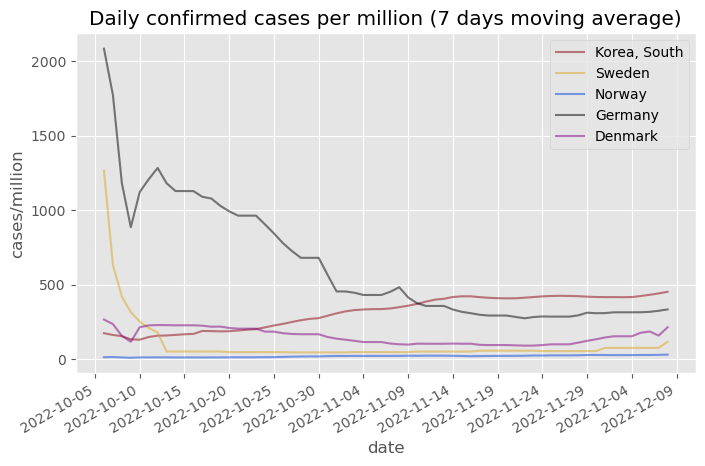 Daily confirmed cases per million (7 days moving average)
Korea, South
Sweden
Norway
Germany
Denmark
2000
1500
1000
500
0
cases/million
2022-10-05
2022-10-10
2022-10-15
2022-10-20
2022-10-25
2022-10-30
2022-11-04
2022-11-09
2022-11-14
2022-11-19
2022-11-24
2022-11-29
2022-12-04
2022-12-09
date